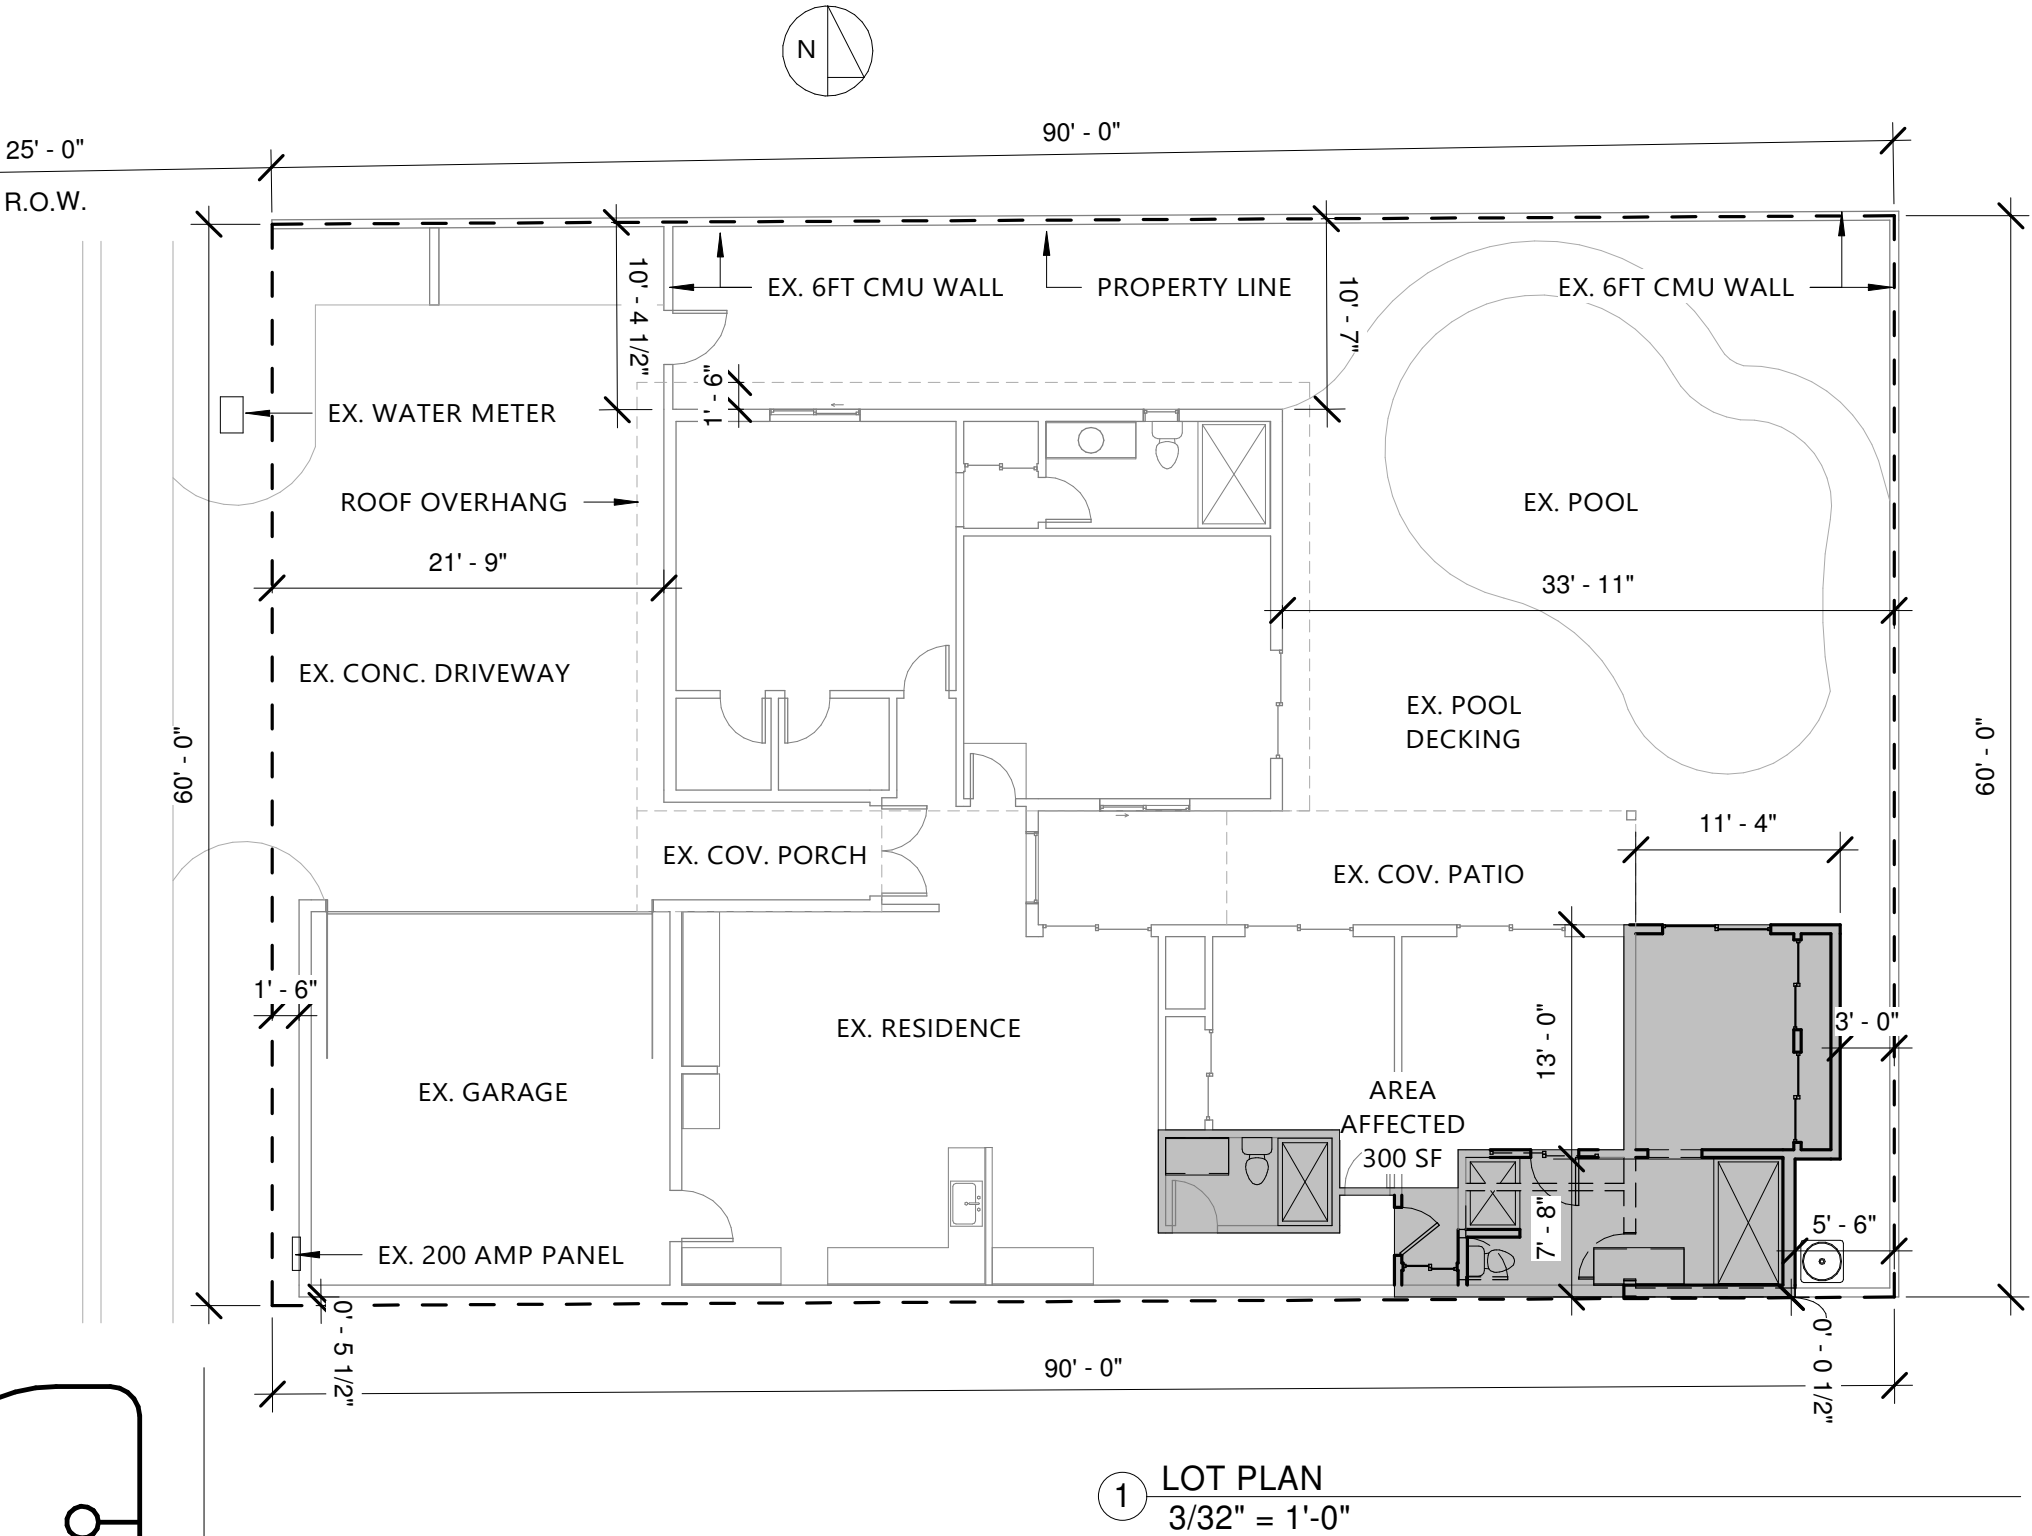 N
90' - 0"
25' - 0"
R.O.W.
10' - 4 1/2"
EX. 6FT CMU WALL
PROPERTY LINE
10' - 7"
EX. 6FT CMU WALL
1' - 6"
EX. WATER METER
ROOF OVERHANG
EX. POOL
21' - 9"
33' - 11"
EX. CONC. DRIVEWAY
EX. POOL
DECKING
60' - 0"
60' - 0"
11' - 4"
EX. COV. PORCH
EX. COV. PATIO
1' - 6"
EX. RESIDENCE
13' - 0"
3' - 0"
EX. GARAGE
AREA
AFFECTED
300 SF
7' - 8"
5' - 6"
EX. 200 AMP PANEL
0' - 5 1/2"
90' - 0"
0' - 0 1/2"
1
LOT PLAN
3/32" = 1'-0"